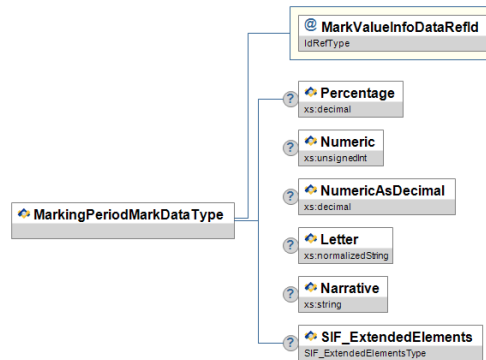 @ MarkValueInfoDataRefId
IdRefType
? Percentage
xs:decimal
? Numeric
xs:unsignedInt
? NumericAsDecimal
xs:decimal
MarkingPeriodMarkDataType
? Letter
xs:normalizedString
? Narrative
xs:string
? SIF_ExtendedElements
SIF_ExtendedElementsType